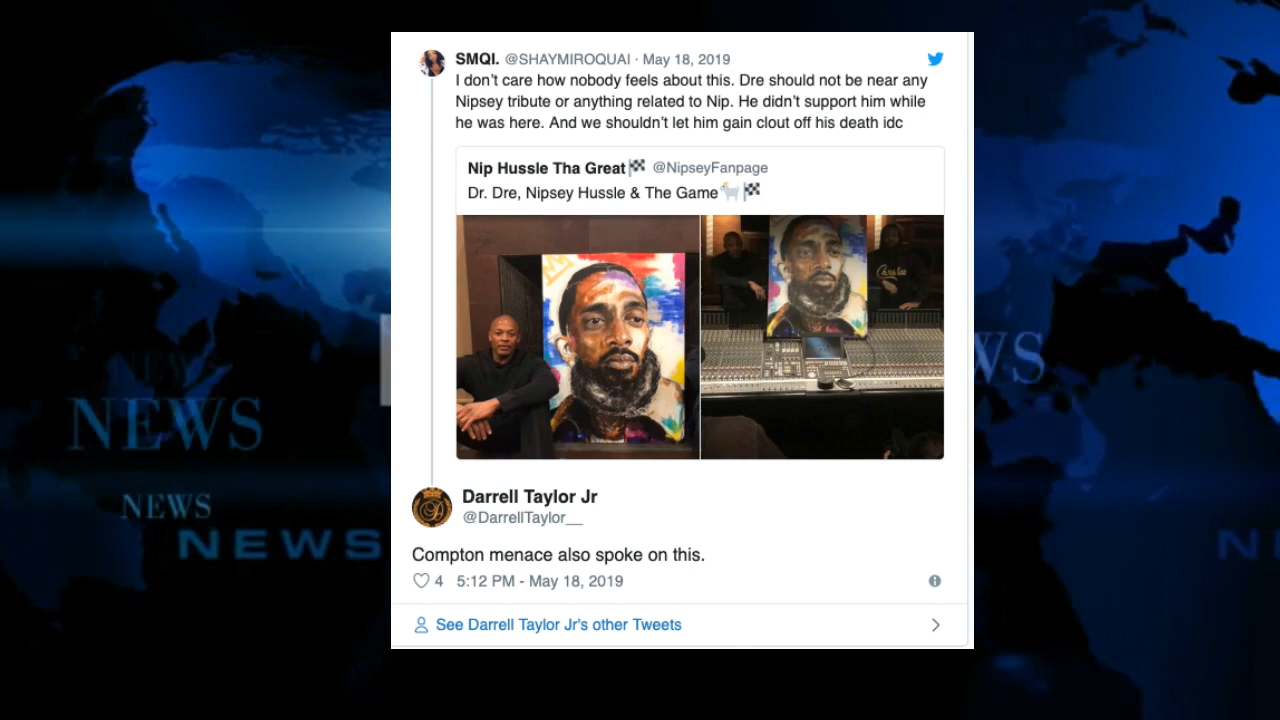 SMQI. @SHAYMIROQUAI · May 18, 2019
I don't care how nobody feels about this. Dre should not be near any
Nipsey tribute or anything related to Nip. He didn't support him while
he was here. And we shouldn't let him gain clout off his death idc
Nip Hussle Tha Great🏁 @NipseyFanpage
Dr. Dre, Nipsey Hussle & The Game🐐🏁
Darrell Taylor Jr
@DarrellTaylor__
Compton menace also spoke on this.
4 5:12 PM - May 18, 2019
See Darrell Taylor Jr's other Tweets
NEWS
NEWS
NEWS
WS
N